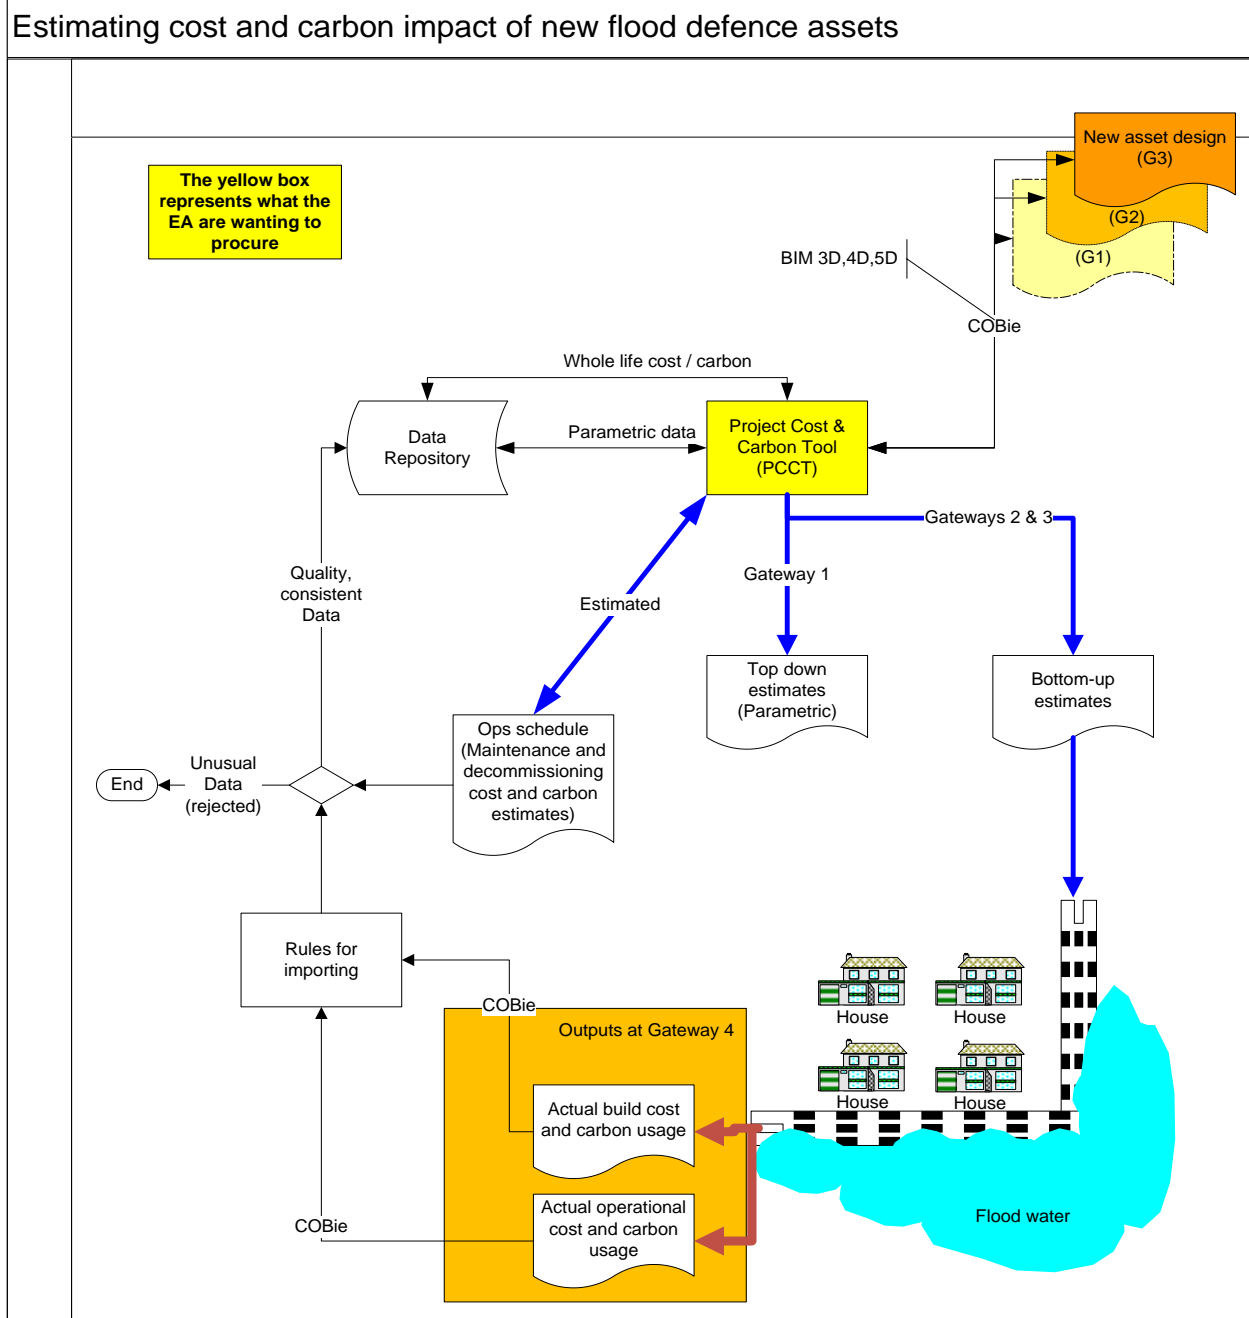 Estimating cost and carbon impact of new flood defence assets
The yellow box
represents what the
EA are wanting to
procure
New asset design
(G3)
(G2)
(G1)
BIM 3D,4D,5D
COBie
Whole life cost / carbon
Data
Repository
Parametric data
Project Cost &
Carbon Tool
(PCCT)
Gateways 2 & 3
Gateway 1
Quality,
consistent
Data
Estimated
Top down
estimates
(Parametric)
Bottom-up
estimates
Ops schedule
(Maintenance and
decommissioning
cost and carbon
estimates)
Unusual
Data
(rejected)
End
Rules for
importing
COBie
Outputs at Gateway 4
House
House
House
House
Actual build cost
and carbon usage
Actual operational
cost and carbon
usage
COBie
Flood water